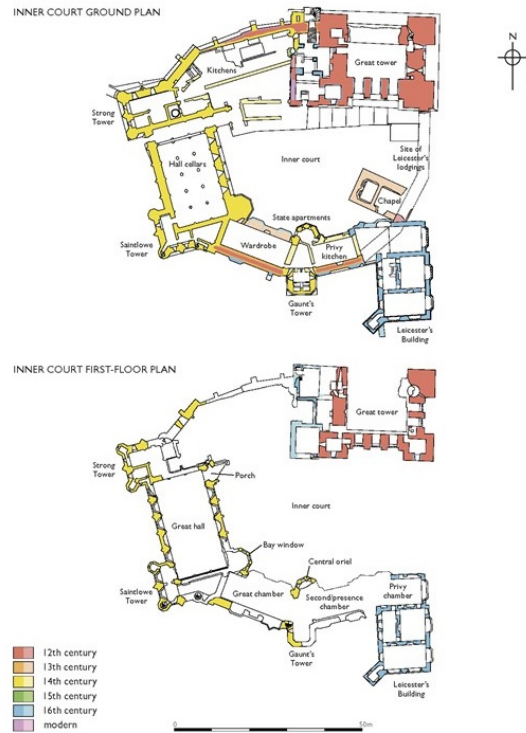 INNER COURT GROUND PLAN
N
Kitchens
Great tower
Strong
Tower
Site of
Leicester's
lodgings
Hall cellars
Inner court
Chapel
State apartments
Saintlowe
Tower
Wardrobe
Privy
kitchen
Gaunt's
Tower
Leicester's
Building
INNER COURT FIRST-FLOOR PLAN
Great tower
Strong
Tower
Porch
Inner court
Great hall
Bay window
Central oriel
Saintlowe
Tower
Great chamber
Second/presence
chamber
Privy
chamber
Gaunt's
Tower
Leicester's
Building
12th century
13th century
14th century
15th century
16th century
modern
0
50m